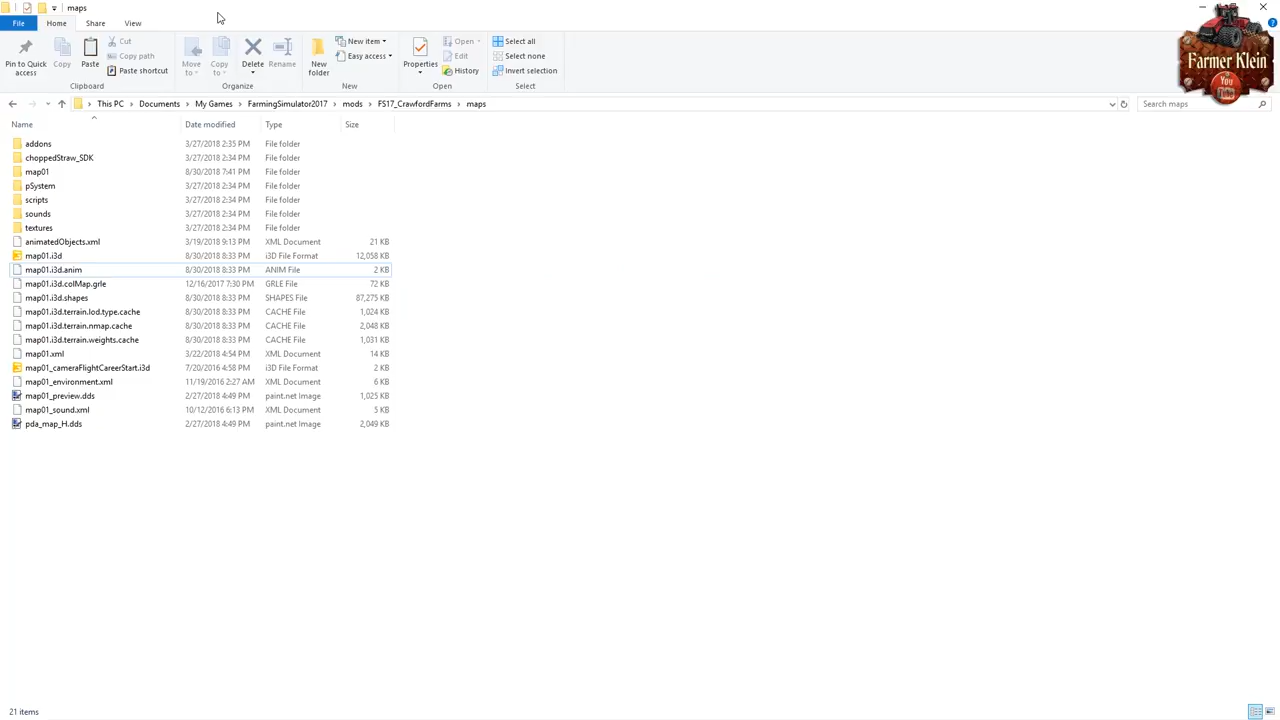 maps
File Home Share View
Pin to Quick access
Copy
Paste
Cut
Copy path
Paste shortcut
Clipboard
Move to
Copy to
Delete
Rename
Organize
New folder
New item
Easy access
New
Properties
Open
Edit
History
Open
Select all
Select none
Invert selection
Select
Farmer Klein
You
Tube
This PC > Documents > My Games > FarmingSimulator2017 > mods > FS17_CrawfordFarms > maps
Search maps
Name Date modified Type Size
addons 3/27/2018 2:35 PM File folder
choppedStraw_SDK 3/27/2018 2:34 PM File folder
map01 8/30/2018 7:41 PM File folder
pSystem 3/27/2018 2:34 PM File folder
scripts 3/27/2018 2:34 PM File folder
sounds 3/27/2018 2:34 PM File folder
textures 3/27/2018 2:34 PM File folder
animatedObjects.xml 3/19/2018 9:13 PM XML Document 21 KB
map01.i3d 8/30/2018 8:33 PM i3D File Format 12,058 KB
map01.i3d.anim 8/30/2018 8:33 PM ANIM File 2 KB
map01.i3d.colMap.grle 12/16/2017 7:30 PM GRLE File 72 KB
map01.i3d.shapes 8/30/2018 8:33 PM SHAPES File 87,275 KB
map01.i3d.terrain.lod.type.cache 8/30/2018 8:33 PM CACHE File 1,024 KB
map01.i3d.terrain.nmap.cache 8/30/2018 8:33 PM CACHE File 2,048 KB
map01.i3d.terrain.weights.cache 8/30/2018 8:33 PM CACHE File 1,031 KB
map01.xml 3/22/2018 4:54 PM XML Document 14 KB
map01_cameraFlightCareerStart.i3d 7/20/2016 4:58 PM i3D File Format 2 KB
map01_environment.xml 11/19/2016 2:27 AM XML Document 6 KB
map01_preview.dds 2/27/2018 4:49 PM paint.net Image 1,025 KB
map01_sound.xml 10/12/2016 6:13 PM XML Document 5 KB
pda_map_H.dds 2/27/2018 4:49 PM paint.net Image 2,049 KB
21 items